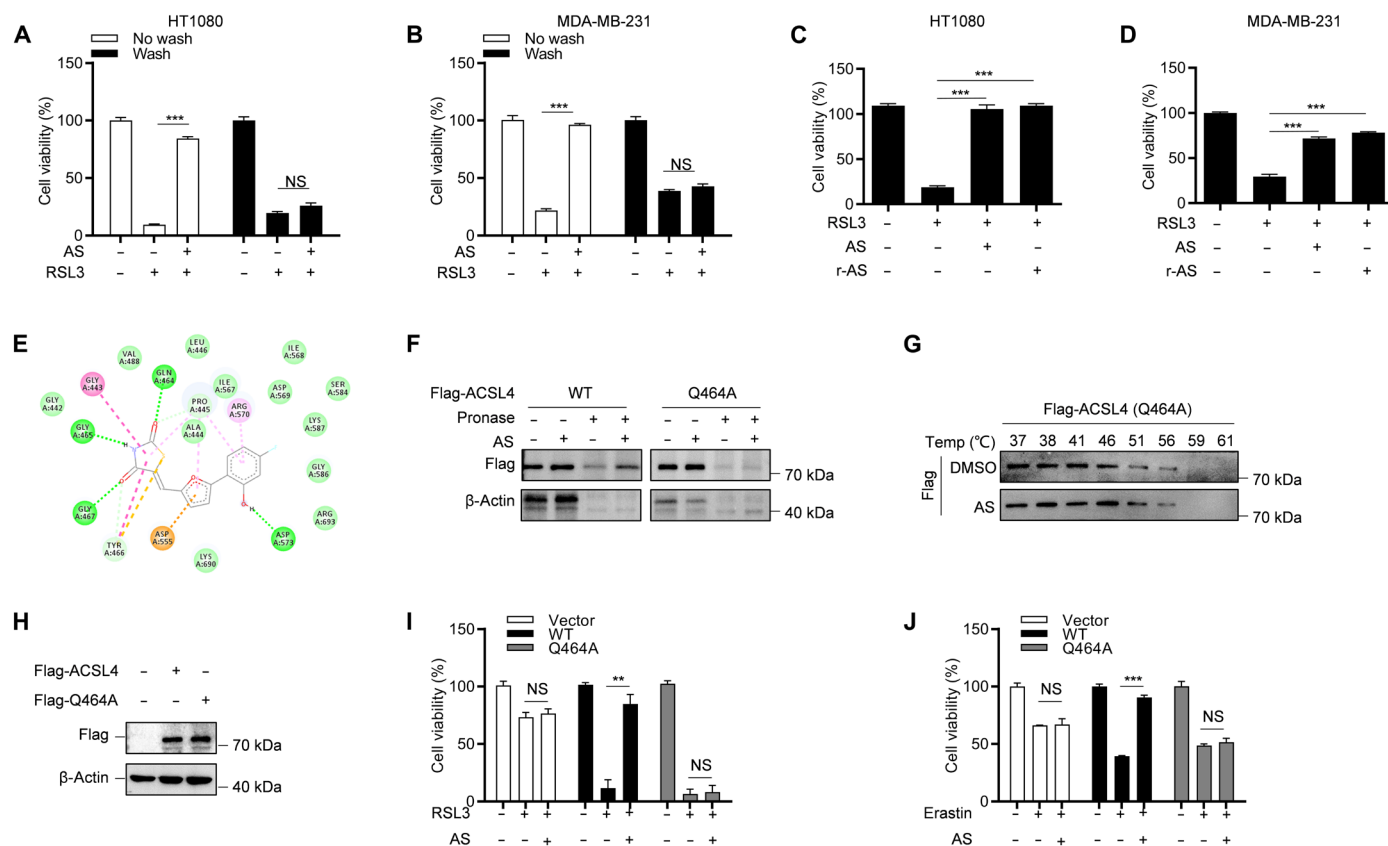 A
HT1080
No wash
Wash
Cell viability (%)
150
100
50
0
***
NS
AS – – + – – +
RSL3 – + + – + +
B
MDA-MB-231
No wash
Wash
Cell viability (%)
150
100
50
0
***
NS
AS – – + – – +
RSL3 – + + – + +
C
HT1080
Cell vability (%)
150
100
50
0
***
***
RSL3 – + + +
AS – – + –
r-AS – – – +
D
MDA-MB-231
Cell vability (%)
150
100
50
0
***
***
RSL3 – + + +
AS – – + –
r-AS – – – +
E
VAL A:488
LEU A:446
ILE A:568
GLY A:443
GLN A:464
ILE A:567
ASP A:569
SER A:584
GLY A:442
PRO A:445
ARG A:570
LYS A:587
GLY A:465
ALA A:444
H
N
O
GLY A:586
GLY A:467
O
O
O
H
ARG A:693
TYR A:466
ASP A:555
LYS A:690
ASP A:573
F
Flag-ACSL4 WT Q464A
Pronase – – + + – – + +
AS – + – + – + – +
Flag
70 kDa
β-Actin
40 kDa
G
Flag-ACSL4 (Q464A)
Temp (℃) 37 38 41 46 51 56 59 61
Flag
DMSO
70 kDa
AS
70 kDa
H
Flag-ACSL4 – + –
Flag-Q464A – – +
Flag
70 kDa
β-Actin
40 kDa
I
Vector
WT
Q464A
Cell viability (%)
150
100
50
0
NS
**
NS
RSL3 – + + – + + – + +
AS – – + – – + – – +
J
Vector
WT
Q464A
Cell viability (%)
150
100
50
0
NS
***
NS
Erastin – + + – + + – + +
AS – – + – – + – – +